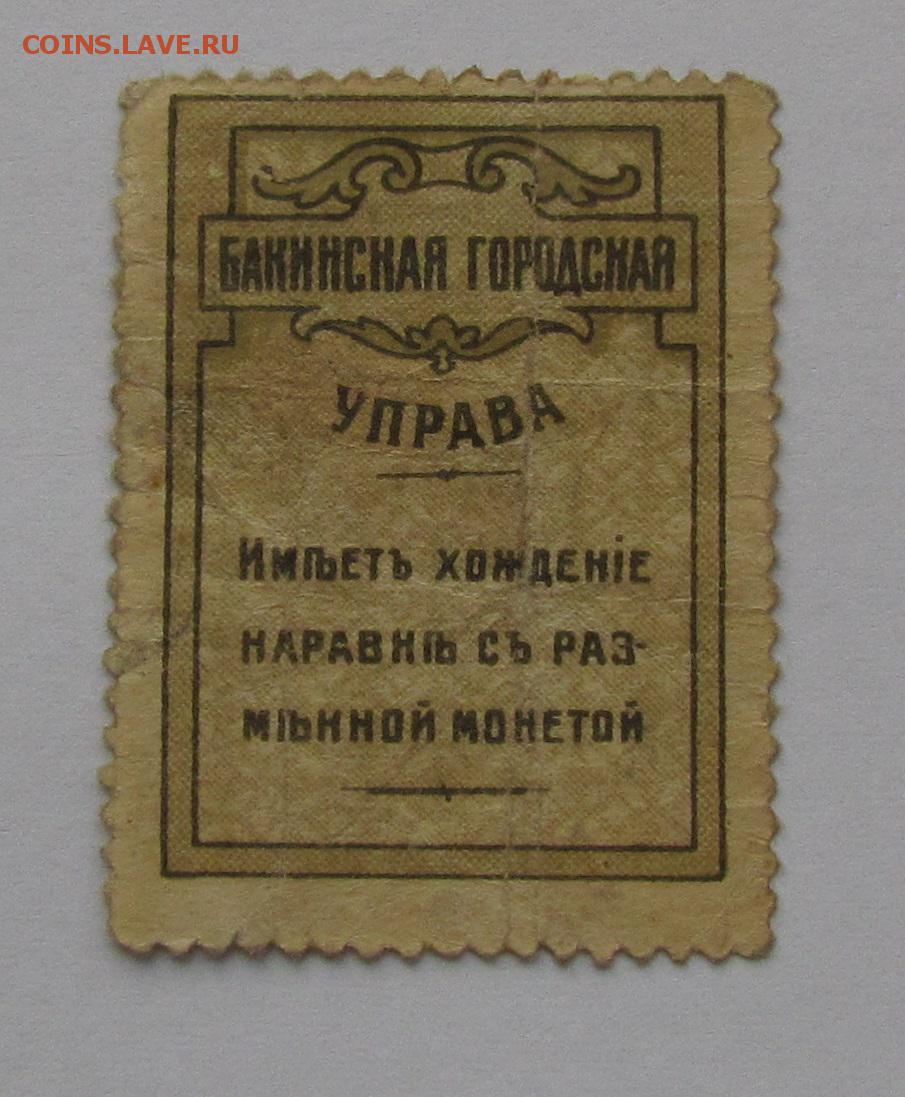 COINS.LAVE.RU
БАКИНСКАЯ ГОРОДСКАЯ
УПРАВА
Имѣетъ хожденіе
наравнѣ съ раз-
мѣнной монетой